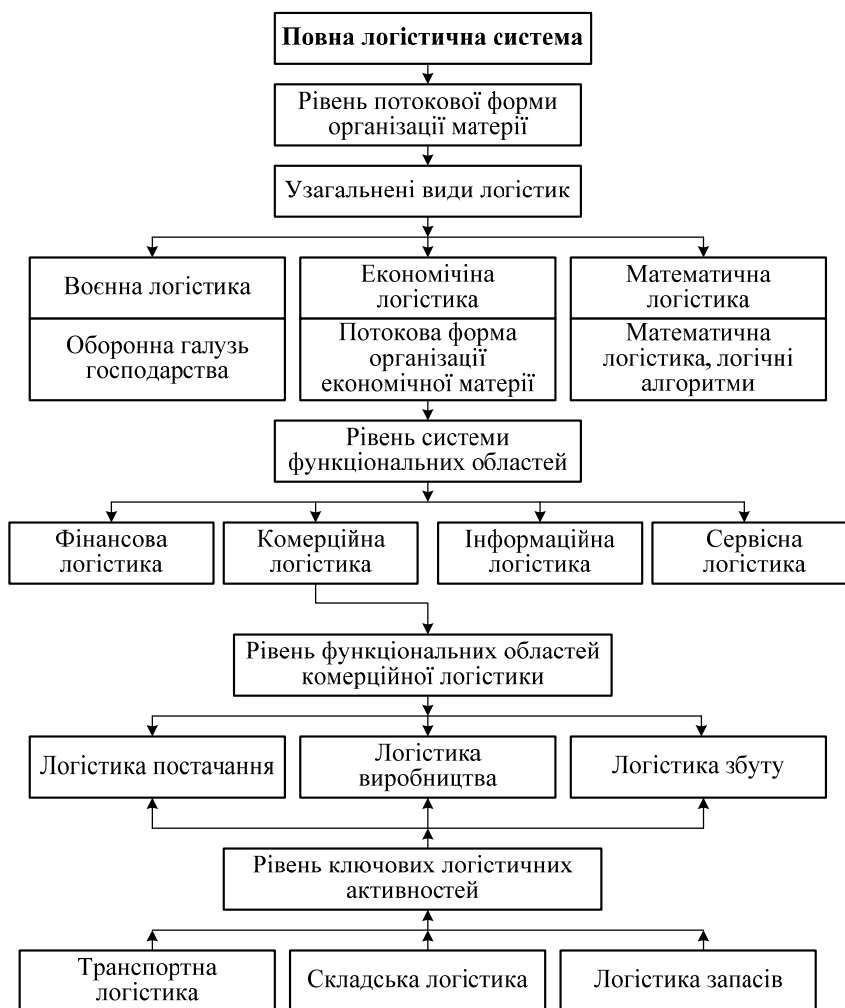 Повна логістична система
Рівень потокової форми
організації матерії
Узагальнені види логістик
Воєнна логістика
Економічіна
логістика
Математична
логістика
Оборонна галузь
господарства
Потокова форма
організації
економічної матерії
Математична
логістика, логічні
алгоритми
Рівень системи
функціональних областей
Фінансова
логістика
Комерційна
логістика
Інформаційна
логістика
Сервісна
логістика
Рівень функціональних областей
комерційної логістики
Логістика постачання
Логістика
виробництва
Логістика збуту
Рівень ключових логістичних
активностей
Транспортна
логістика
Складська логістика
Логістика запасів